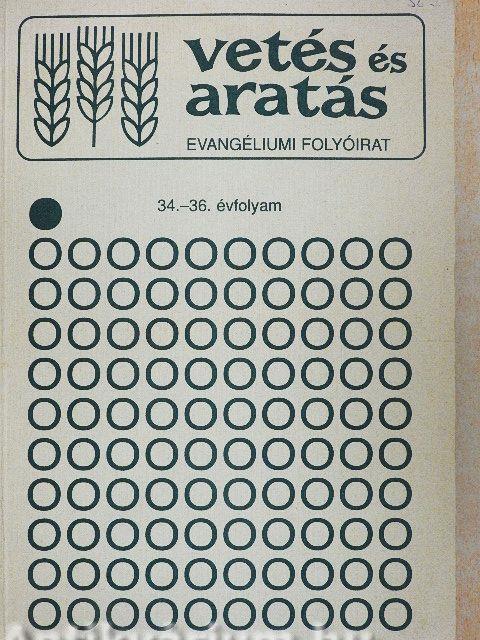 vetés és
aratás
EVANGÉLIUMI FOLYÓIRAT
34.–36. évfolyam